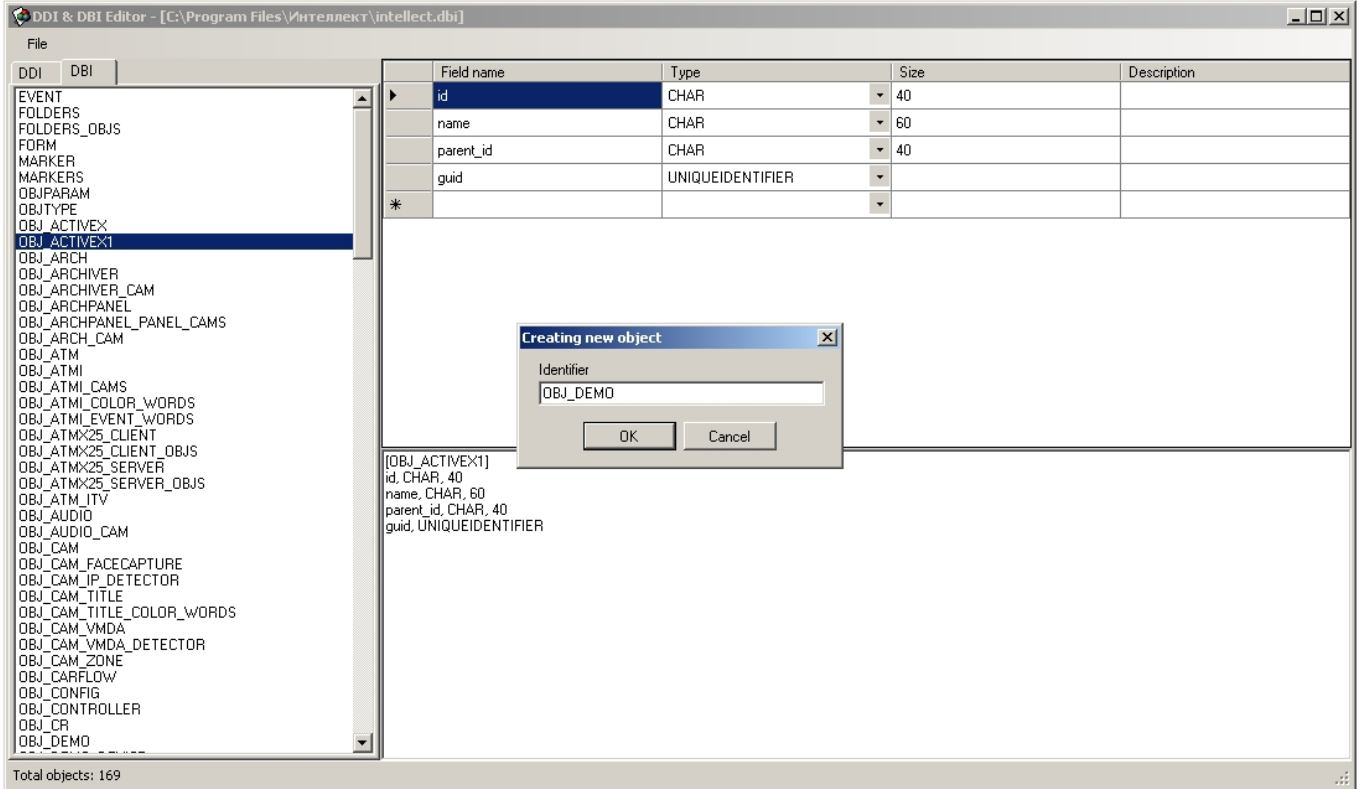 DDI & DBI Editor - [C:\Program Files\Интеллект\intellect.dbi]
File
DDI DBI
EVENT
FOLDERS
FOLDERS_OBJS
FORM
MARKER
MARKERS
OBJPARAM
OBJTYPE
OBJ_ACTIVEX
OBJ_ACTIVEX1
OBJ_ARCH
OBJ_ARCHIVER
OBJ_ARCHIVER_CAM
OBJ_ARCHPANEL
OBJ_ARCHPANEL_PANEL_CAMS
OBJ_ARCH_CAM
OBJ_ATM
OBJ_ATMI
OBJ_ATMI_CAMS
OBJ_ATMI_COLOR_WORDS
OBJ_ATMI_EVENT_WORDS
OBJ_ATMX25_CLIENT
OBJ_ATMX25_CLIENT_OBJS
OBJ_ATMX25_SERVER
OBJ_ATMX25_SERVER_OBJS
OBJ_ATM_ITV
OBJ_AUDIO
OBJ_AUDIO_CAM
OBJ_CAM
OBJ_CAM_FACECAPTURE
OBJ_CAM_IP_DETECTOR
OBJ_CAM_TITLE
OBJ_CAM_TITLE_COLOR_WORDS
OBJ_CAM_VMDA
OBJ_CAM_VMDA_DETECTOR
OBJ_CAM_ZONE
OBJ_CARFLOW
OBJ_CONFIG
OBJ_CONTROLLER
OBJ_CR
OBJ_DEMO
Field name Type Size Description
id CHAR 40
name CHAR 60
parent_id CHAR 40
guid UNIQUEIDENTIFIER
Creating new object
Identifier
OBJ_DEMO
OK Cancel
[OBJ_ACTIVEX1]
id, CHAR, 40
name, CHAR, 60
parent_id, CHAR, 40
guid, UNIQUEIDENTIFIER
Total objects: 169